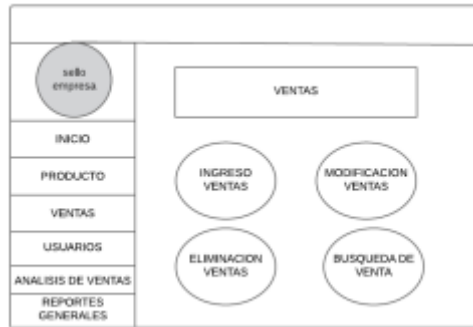 sello
empresa
VENTAS
INICIO
PRODUCTO
VENTAS
USUARIOS
ANALISIS DE VENTAS
REPORTES
GENERALES
INGRESO
VENTAS
MODIFICACION
VENTAS
ELIMINACION
VENTAS
BUSQUEDA DE
VENTA